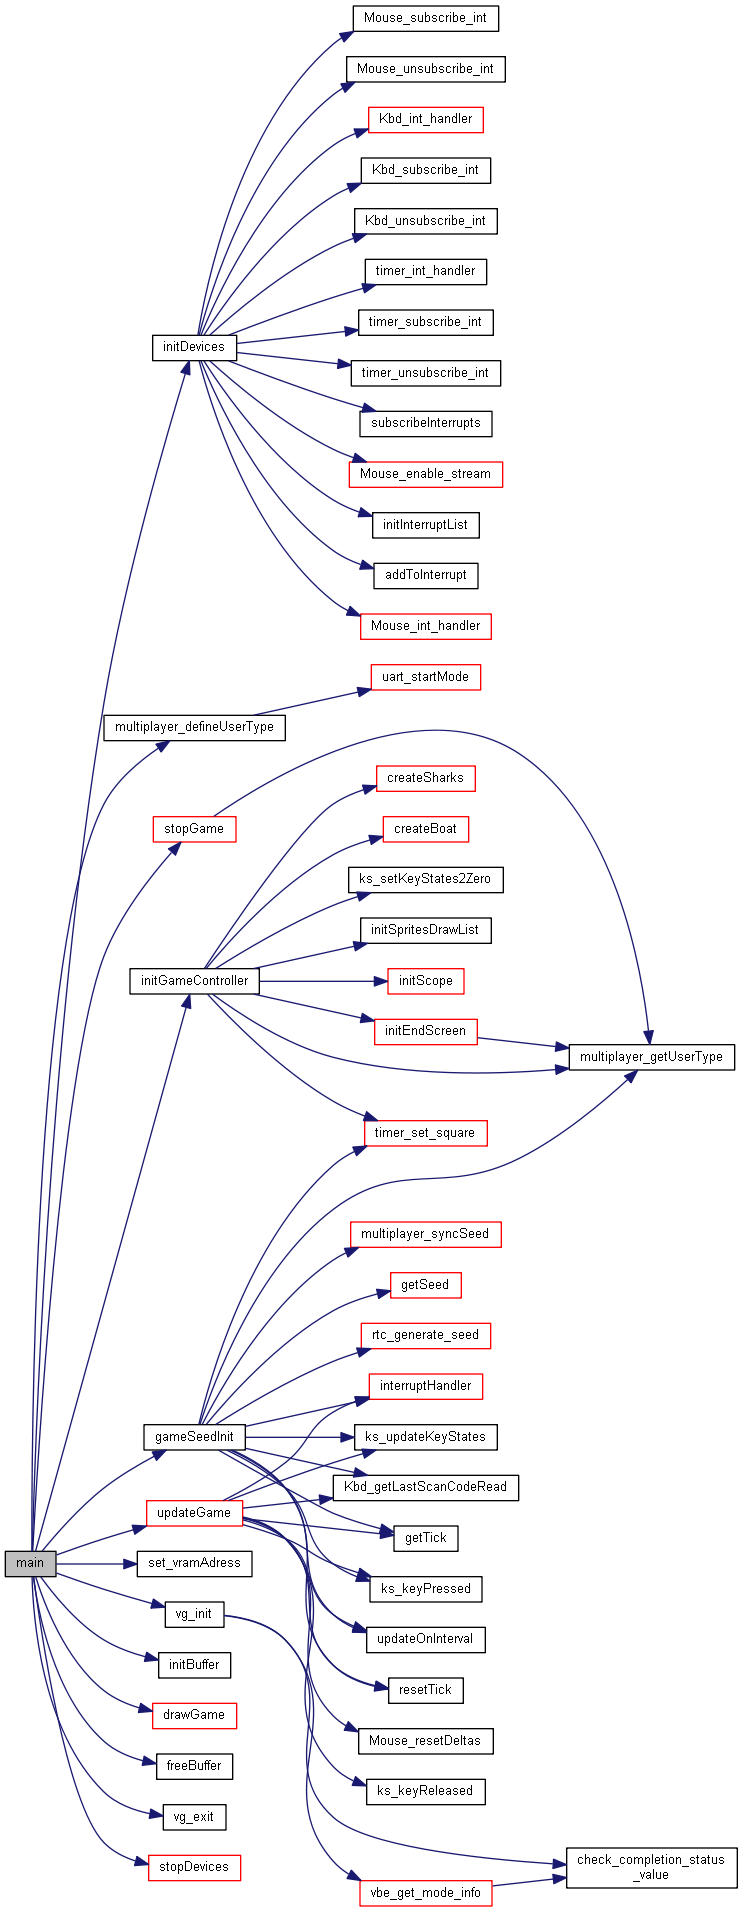 Mouse_subscribe_int
Mouse_unsubscribe_int
Kbd_int_handler
Kbd_subscribe_int
Kbd_unsubscribe_int
timer_int_handler
timer_subscribe_int
initDevices
timer_unsubscribe_int
subscribeInterrupts
Mouse_enable_stream
initInterruptList
addToInterrupt
Mouse_int_handler
uart_startMode
multiplayer_defineUserType
createSharks
stopGame
createBoat
ks_setKeyStates2Zero
initSpritesDrawList
initGameController
initScope
initEndScreen
multiplayer_getUserType
timer_set_square
multiplayer_syncSeed
getSeed
rtc_generate_seed
interruptHandler
gameSeedInit
ks_updateKeyStates
Kbd_getLastScanCodeRead
updateGame
getTick
main
set_vramAdress
ks_keyPressed
vg_init
updateOnInterval
initBuffer
resetTick
drawGame
Mouse_resetDeltas
freeBuffer
ks_keyReleased
vg_exit
stopDevices
check_completion_status
_value
vbe_get_mode_info